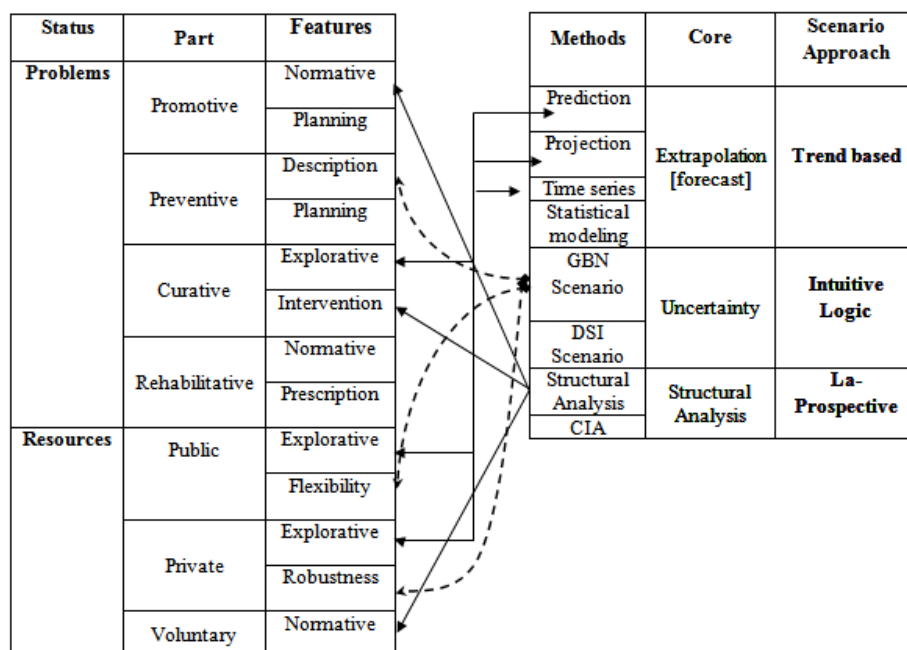 Status
Part
Features
Problems
Promotive
Normative
Planning
Preventive
Description
Planning
Curative
Explorative
Intervention
Rehabilitative
Normative
Prescription
Resources
Public
Explorative
Flexibility
Private
Explorative
Robustness
Voluntary
Normative
Methods
Core
Scenario
Approach
Prediction
Projection
Time series
Statistical
modeling
Extrapolation
[forecast]
Trend based
GBN
Scenario
DSI
Scenario
Uncertainty
Intuitive
Logic
Structural
Analysis
CIA
Structural
Analysis
La-
Prospective